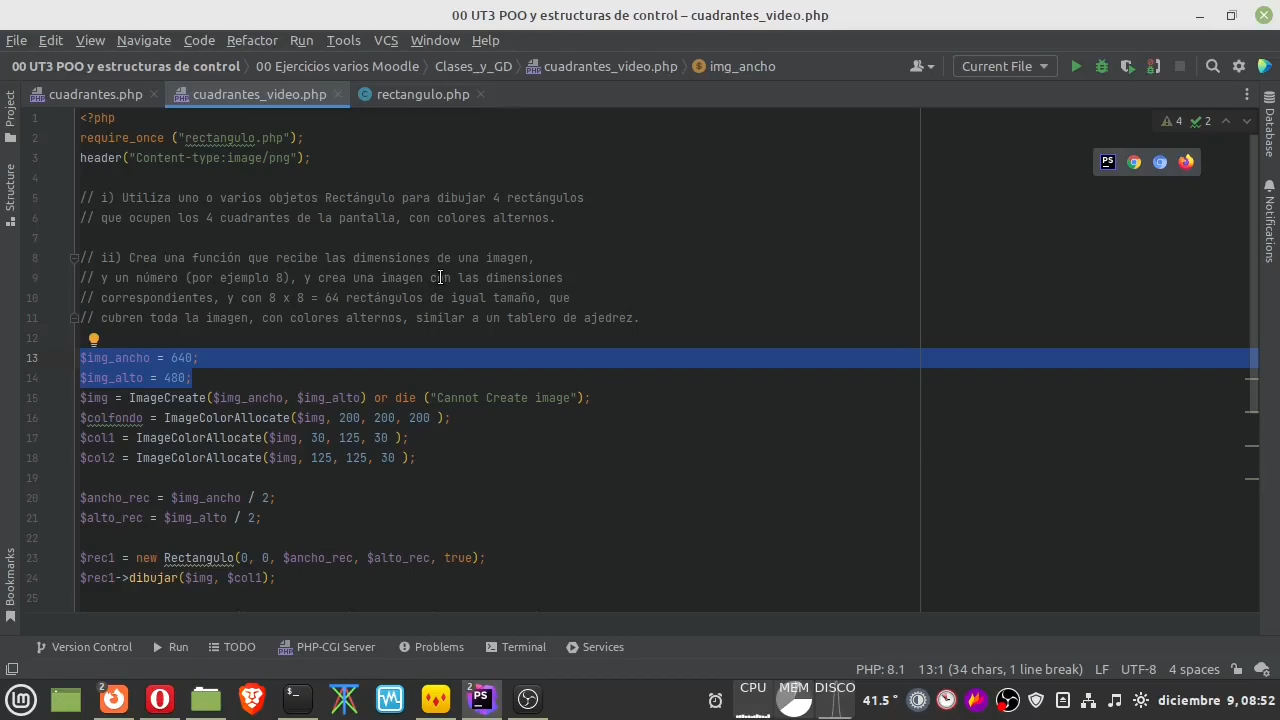 00 UT3 POO y estructuras de control – cuadrantes_video.php
File Edit View Navigate Code Refactor Run Tools VCS Window Help
00 UT3 POO y estructuras de control 00 Ejercicios varios Moodle Clases_y_GD cuadrantes_video.php img_ancho Current File
Project
cuadrantes.php cuadrantes_video.php rectangulo.php
Structure
Bookmarks
Database
Notifications
4 2
1 <?php
2 require_once ("rectangulo.php");
3 header("Content-type:image/png");
4
5 // i) Utiliza uno o varios objetos Rectángulo para dibujar 4 rectángulos
6 // que ocupen los 4 cuadrantes de la pantalla, con colores alternos.
7
8 // ii) Crea una función que recibe las dimensiones de una imagen,
9 // y un número (por ejemplo 8), y crea una imagen con las dimensiones
10 // correspondientes, y con 8 x 8 = 64 rectángulos de igual tamaño, que
11 // cubren toda la imagen, con colores alternos, similar a un tablero de ajedrez.
12
13 $img_ancho = 640;
14 $img_alto = 480;
15 $img = ImageCreate($img_ancho, $img_alto) or die ("Cannot Create image");
16 $colfondo = ImageColorAllocate($img, 200, 200, 200 );
17 $col1 = ImageColorAllocate($img, 30, 125, 30 );
18 $col2 = ImageColorAllocate($img, 125, 125, 30 );
19
20 $ancho_rec = $img_ancho / 2;
21 $alto_rec = $img_alto / 2;
22
23 $rec1 = new Rectangulo(0, 0, $ancho_rec, $alto_rec, true);
24 $rec1->dibujar($img, $col1);
25
Version Control Run TODO PHP-CGI Server Problems Terminal Services
PHP: 8.1 13:1 (34 chars, 1 line break) LF UTF-8 4 spaces
2 2 CPU MEM DISCO 41.5 ° diciembre 9, 08:52